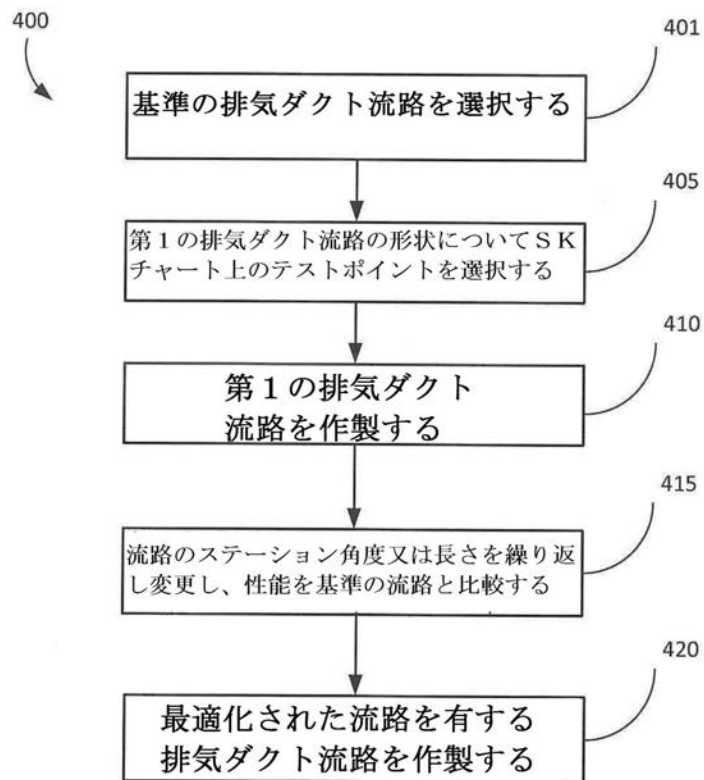 400
401
基準の排気ダクト流路を選択する
405
第1の排気ダクト流路の形状についてSK
チャート上のテストポイントを選択する
410
第1の排気ダクト
流路を作製する
415
流路のステーション角度又は長さを繰り返
し変更し、性能を基準の流路と比較する
420
最適化された流路を有する
排気ダクト流路を作製する